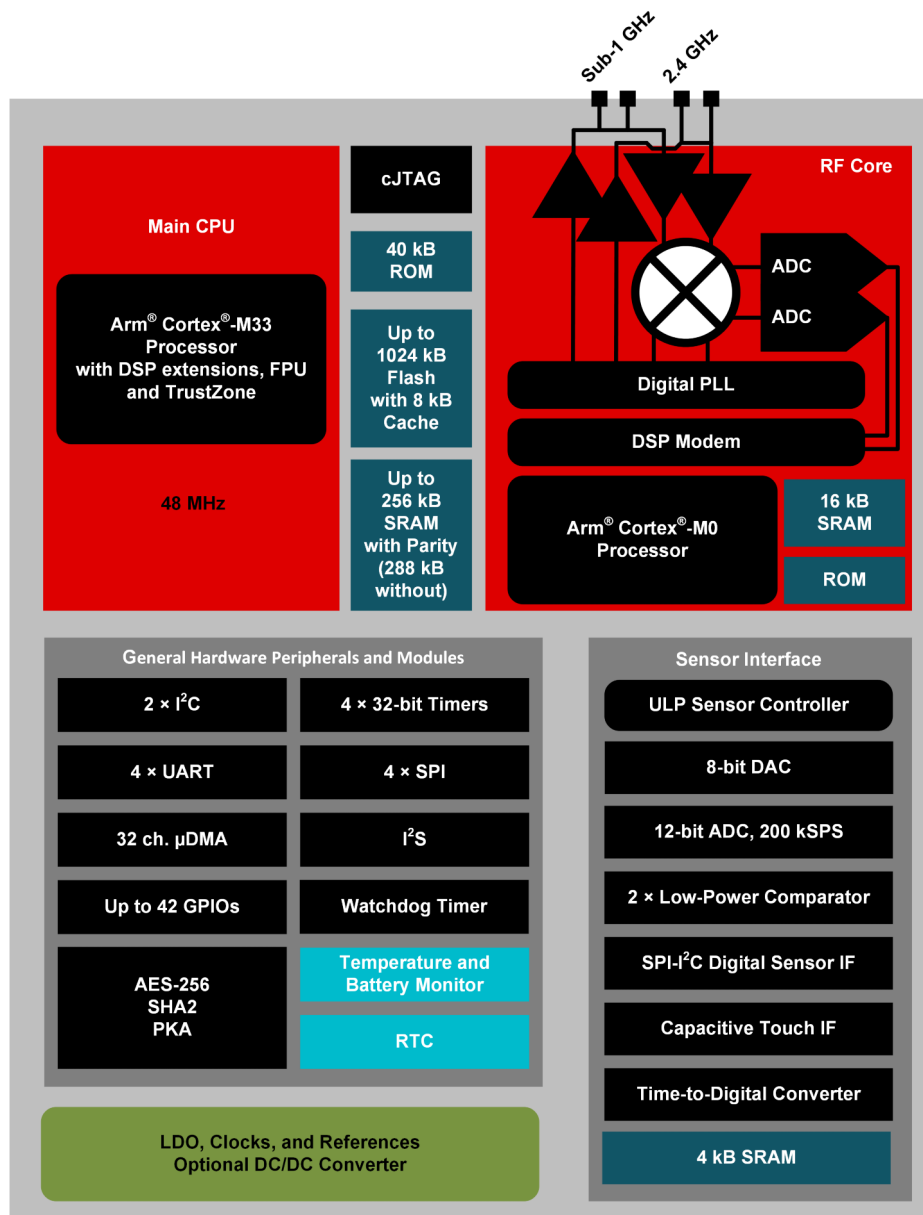 Sub-1 GHz
2.4 GHz
Main CPU
Arm® Cortex®-M33
Processor
with DSP extensions, FPU
and TrustZone
48 MHz
cJTAG
40 kB
ROM
Up to
1024 kB
Flash
with 8 kB
Cache
Up to
256 kB
SRAM
with Parity
(288 kB
without)
RF Core
ADC
ADC
Digital PLL
DSP Modem
Arm® Cortex®-M0
Processor
16 kB
SRAM
ROM
General Hardware Peripherals and Modules
2 × I²C
4 × 32-bit Timers
4 × UART
4 × SPI
32 ch. µDMA
I²S
Up to 42 GPIOs
Watchdog Timer
AES-256
SHA2
PKA
Temperature and
Battery Monitor
RTC
LDO, Clocks, and References
Optional DC/DC Converter
Sensor Interface
ULP Sensor Controller
8-bit DAC
12-bit ADC, 200 kSPS
2 × Low-Power Comparator
SPI-I²C Digital Sensor IF
Capacitive Touch IF
Time-to-Digital Converter
4 kB SRAM